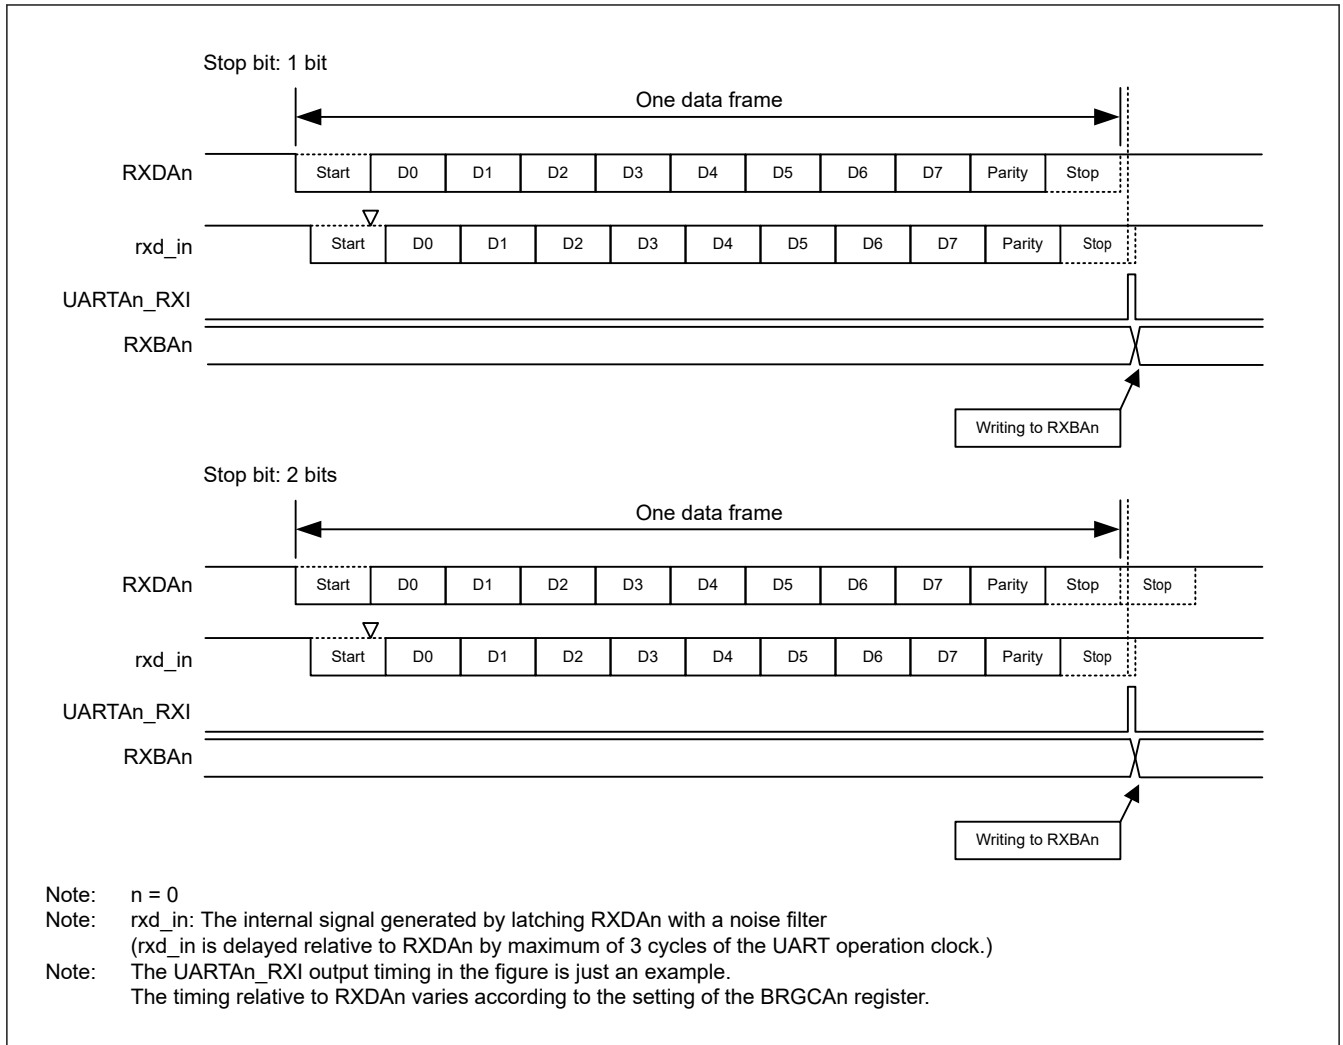 Stop bit: 1 bit
One data frame
RXDAn Start D0 D1 D2 D3 D4 D5 D6 D7 Parity Stop
rxd_in Start D0 D1 D2 D3 D4 D5 D6 D7 Parity Stop
UARTAn_RXI
RXBAn
Writing to RXBAn
Stop bit: 2 bits
One data frame
RXDAn Start D0 D1 D2 D3 D4 D5 D6 D7 Parity Stop Stop
rxd_in Start D0 D1 D2 D3 D4 D5 D6 D7 Parity Stop
UARTAn_RXI
RXBAn
Writing to RXBAn
Note: n = 0
Note: rxd_in: The internal signal generated by latching RXDAn with a noise filter
(rxd_in is delayed relative to RXDAn by maximum of 3 cycles of the UART operation clock.)
Note: The UARTAn_RXI output timing in the figure is just an example.
The timing relative to RXDAn varies according to the setting of the BRGCAn register.